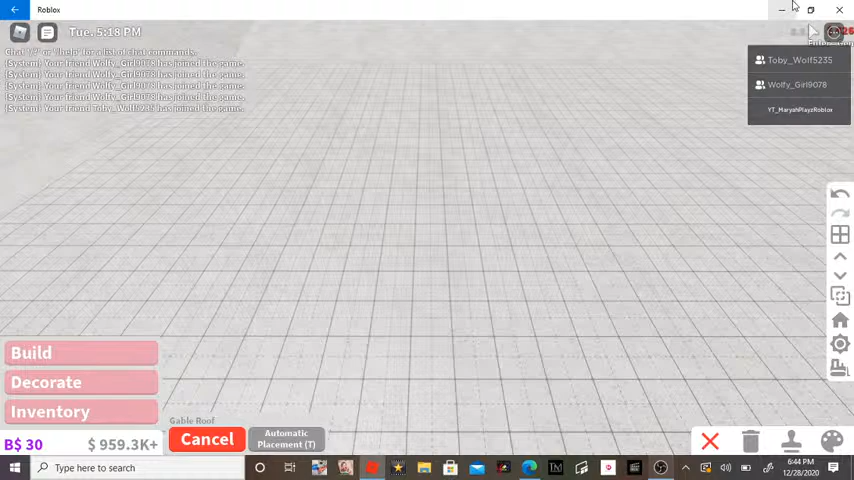 Roblox
Tue. 5:18 PM
Chat '/?' or '/help' for a list of chat commands.
{System} Your friend Wolfy_Girl9078 has joined the game.
{System} Your friend Wolfy_Girl9078 has joined the game.
{System} Your friend Wolfy_Girl9078 has joined the game.
{System} Your friend Wolfy_Girl9078 has joined the game.
{System} Your friend Toby_Wolf5235 has joined the game.
Toby_Wolf5235
Wolfy_Girl9078
YT_MaryahPlayzRoblox
Build
Decorate
Inventory
Gable Roof
B$ 30
$ 959.3K+
Cancel
Automatic
Placement (T)
Type here to search
6:44 PM
12/28/2020